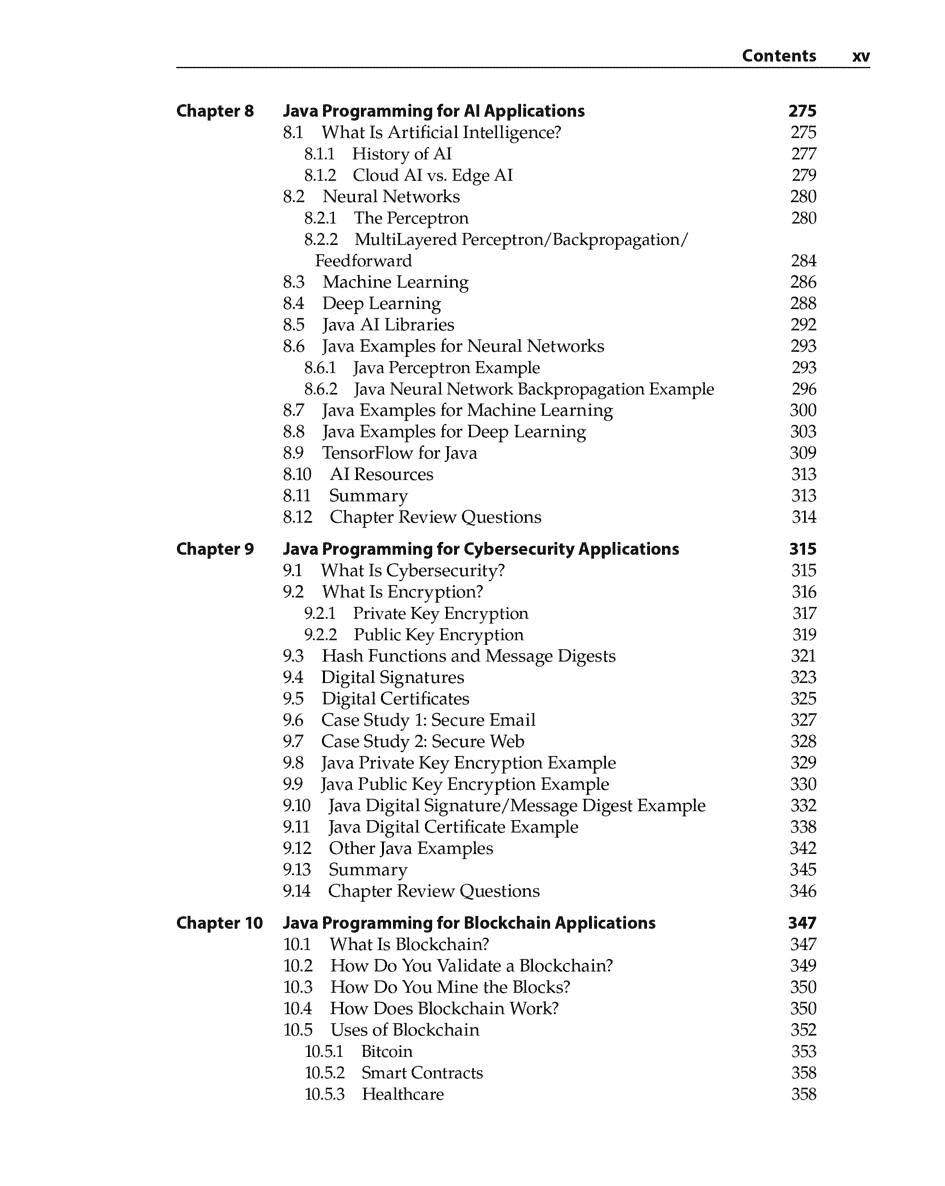 Contents xv
Chapter 8 Java Programming for AI Applications 275
8.1 What Is Artificial Intelligence? 275
8.1.1 History of AI 277
8.1.2 Cloud AI vs. Edge AI 279
8.2 Neural Networks 280
8.2.1 The Perceptron 280
8.2.2 MultiLayered Perceptron/Backpropagation/
Feedforward 284
8.3 Machine Learning 286
8.4 Deep Learning 288
8.5 Java AI Libraries 292
8.6 Java Examples for Neural Networks 293
8.6.1 Java Perceptron Example 293
8.6.2 Java Neural Network Backpropagation Example 296
8.7 Java Examples for Machine Learning 300
8.8 Java Examples for Deep Learning 303
8.9 TensorFlow for Java 309
8.10 AI Resources 313
8.11 Summary 313
8.12 Chapter Review Questions 314
Chapter 9 Java Programming for Cybersecurity Applications 315
9.1 What Is Cybersecurity? 315
9.2 What Is Encryption? 316
9.2.1 Private Key Encryption 317
9.2.2 Public Key Encryption 319
9.3 Hash Functions and Message Digests 321
9.4 Digital Signatures 323
9.5 Digital Certificates 325
9.6 Case Study 1: Secure Email 327
9.7 Case Study 2: Secure Web 328
9.8 Java Private Key Encryption Example 329
9.9 Java Public Key Encryption Example 330
9.10 Java Digital Signature/Message Digest Example 332
9.11 Java Digital Certificate Example 338
9.12 Other Java Examples 342
9.13 Summary 345
9.14 Chapter Review Questions 346
Chapter 10 Java Programming for Blockchain Applications 347
10.1 What Is Blockchain? 347
10.2 How Do You Validate a Blockchain? 349
10.3 How Do You Mine the Blocks? 350
10.4 How Does Blockchain Work? 350
10.5 Uses of Blockchain 352
10.5.1 Bitcoin 353
10.5.2 Smart Contracts 358
10.5.3 Healthcare 358